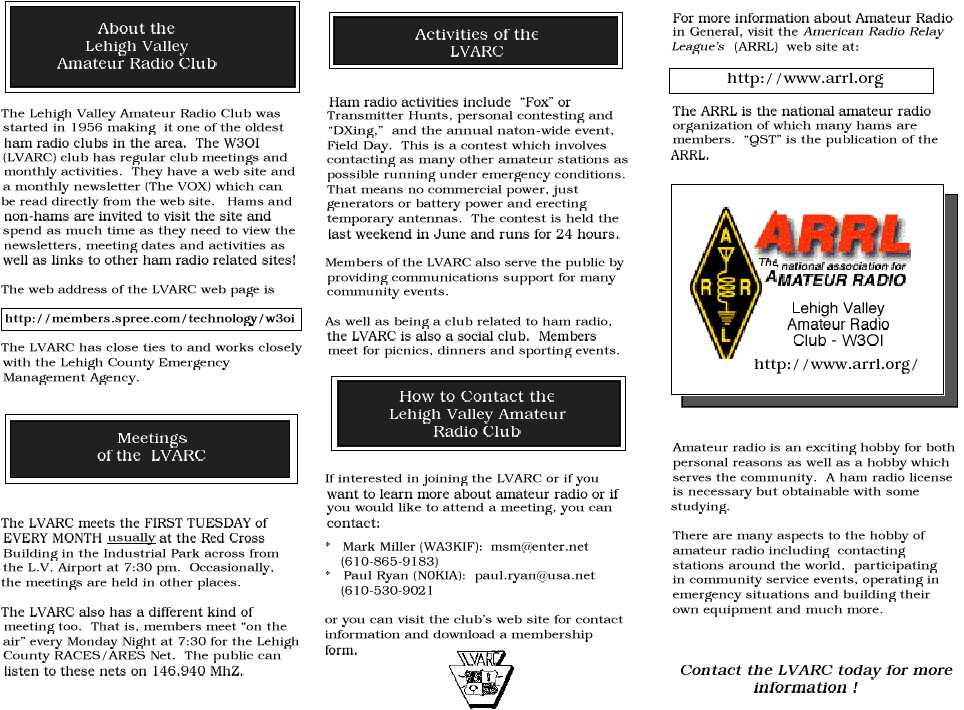 About the
Lehigh Valley
Amateur Radio Club
The Lehigh Valley Amateur Radio Club was
started in 1956 making it one of the oldest
ham radio clubs in the area. The W3OI
(LVARC) club has regular club meetings and
monthly activities. They have a web site and
a monthly newsletter (The VOX) which can
be read directly from the web site. Hams and
non-hams are invited to visit the site and
spend as much time as they need to view the
newsletters, meeting dates and activities as
well as links to other ham radio related sites!
The web address of the LVARC web page is
http://members.spree.com/technology/w3oi
The LVARC has close ties to and works closely
with the Lehigh County Emergency
Management Agency.
Meetings
of the LVARC
The LVARC meets the FIRST TUESDAY of
EVERY MONTH usually at the Red Cross
Building in the Industrial Park across from
the L.V. Airport at 7:30 pm. Occasionally,
the meetings are held in other places.
The LVARC also has a different kind of
meeting too. That is, members meet “on the
air” every Monday Night at 7:30 for the Lehigh
County RACES/ARES Net. The public can
listen to these nets on 146.940 MhZ.
Activities of the
LVARC
Ham radio activities include “Fox” or
Transmitter Hunts, personal contesting and
“DXing,” and the annual naton-wide event,
Field Day. This is a contest which involves
contacting as many other amateur stations as
possible running under emergency conditions.
That means no commercial power, just
generators or battery power and erecting
temporary antennas. The contest is held the
last weekend in June and runs for 24 hours.
Members of the LVARC also serve the public by
providing communications support for many
community events.
As well as being a club related to ham radio,
the LVARC is also a social club. Members
meet for picnics, dinners and sporting events.
How to Contact the
Lehigh Valley Amateur
Radio Club
If interested in joining the LVARC or if you
want to learn more about amateur radio or if
you would like to attend a meeting, you can
contact:
* Mark Miller (WA3KIF): msm@enter.net
(610-865-9183)
* Paul Ryan (N0KIA): paul.ryan@usa.net
(610-530-9021
or you can visit the club's web site for contact
information and download a membership
form.
LVARC
For more information about Amateur Radio
in General, visit the American Radio Relay
League's (ARRL) web site at:
http://www.arrl.org
The ARRL is the national amateur radio
organization of which many hams are
members. “QST” is the publication of the
ARRL.
A
R R
L
ARRL
The national association for
AMATEUR RADIO
Lehigh Valley
Amateur Radio
Club - W3OI
http://www.arrl.org/
Amateur radio is an exciting hobby for both
personal reasons as well as a hobby which
serves the community. A ham radio license
is necessary but obtainable with some
studying.
There are many aspects to the hobby of
amateur radio including contacting
stations around the world, participating
in community service events, operating in
emergency situations and building their
own equipment and much more.
Contact the LVARC today for more
information !